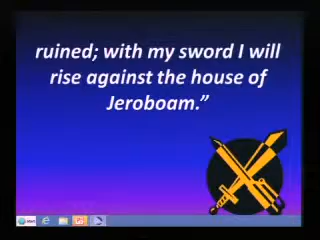 ruined; with my sword I will
rise against the house of
Jeroboam.”